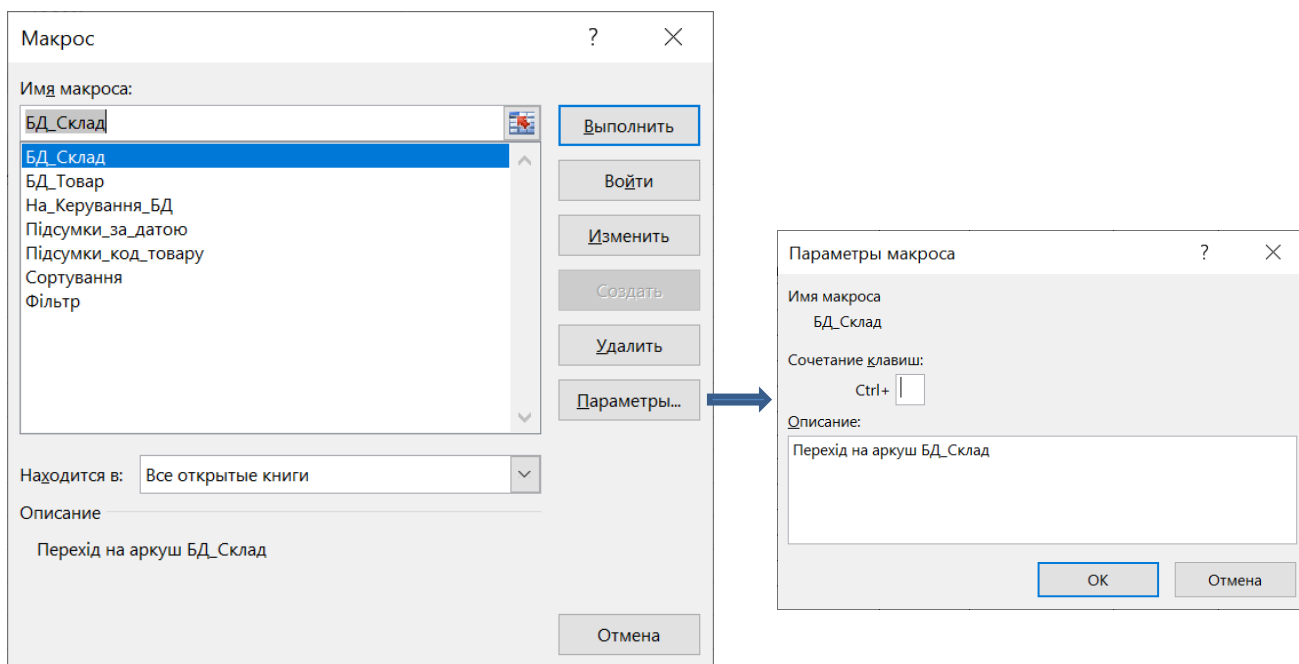 Макрос
?
Имя макроса:
БД_Склад
БД_Склад
БД_Товар
На_Керування_БД
Підсумки_за_датою
Підсумки_код_товару
Сортування
Фільтр
Выполнить
Войти
Изменить
Создать
Удалить
Параметры...
Находится в: Все открытые книги
Описание
Перехід на аркуш БД_Склад
Отмена
Параметры макроса
?
Имя макроса
БД_Склад
Сочетание клавиш:
Ctrl+
Описание:
Перехід на аркуш БД_Склад
ОК
Отмена